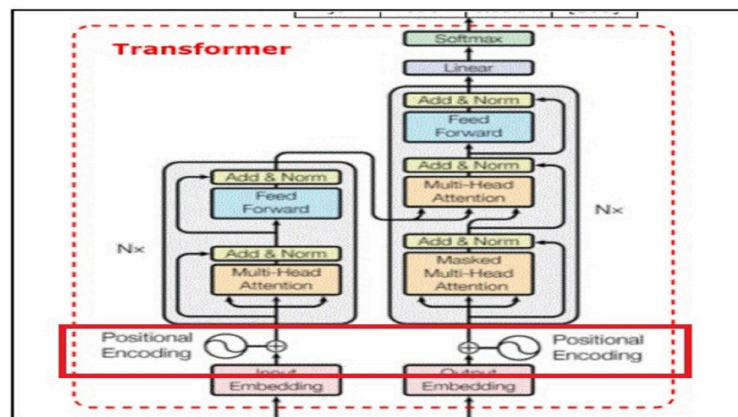 Transformer
Softmax
Linear
Add & Norm
Feed
Forward
Add & Norm
Multi-Head
Attention
Nx
Add & Norm
Masked
Multi-Head
Attention
Add & Norm
Feed
Forward
Nx
Add & Norm
Multi-Head
Attention
Positional
Encoding
Positional
Encoding
Input
Embedding
Output
Embedding